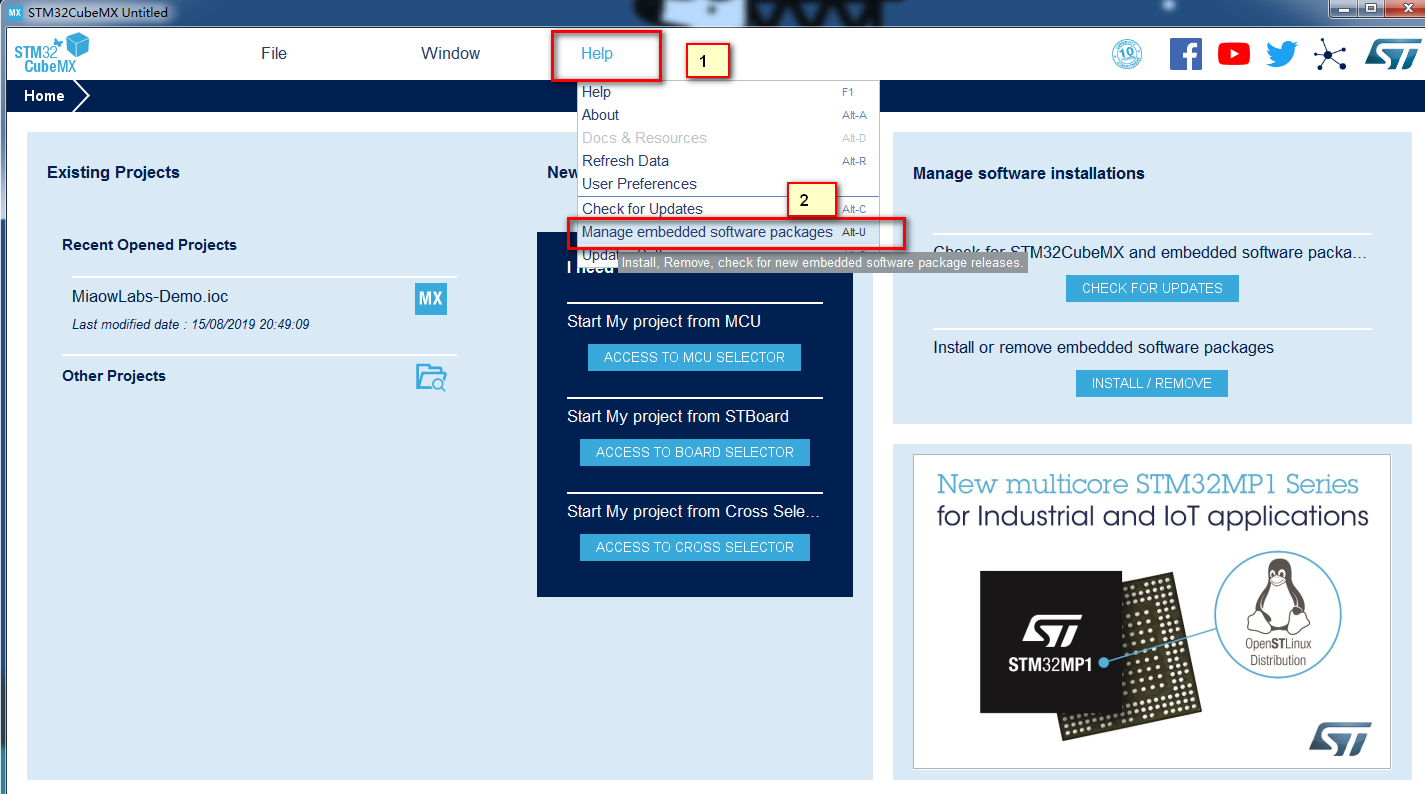 MX STM32CubeMX Untitled
STM32
CubeMX
File Window Help 1
10
ST
Home
Help F1
About Alt-A
Docs & Resources Alt-D
Refresh Data Alt-R
User Preferences
2
Check for Updates Alt-C
Manage embedded software packages Alt-U
Install, Remove, check for new embedded software package releases.
Existing Projects
Recent Opened Projects
MiaowLabs-Demo.ioc MX
Last modified date : 15/08/2019 20:49:09
Other Projects
New
I need
Start My project from MCU
ACCESS TO MCU SELECTOR
Start My project from STBoard
ACCESS TO BOARD SELECTOR
Start My project from Cross Sele...
ACCESS TO CROSS SELECTOR
Manage software installations
Check for STM32CubeMX and embedded software packa...
CHECK FOR UPDATES
Install or remove embedded software packages
INSTALL / REMOVE
New multicore STM32MP1 Series
for Industrial and IoT applications
ST
STM32MP1
OpenSTLinux
Distribution
ST